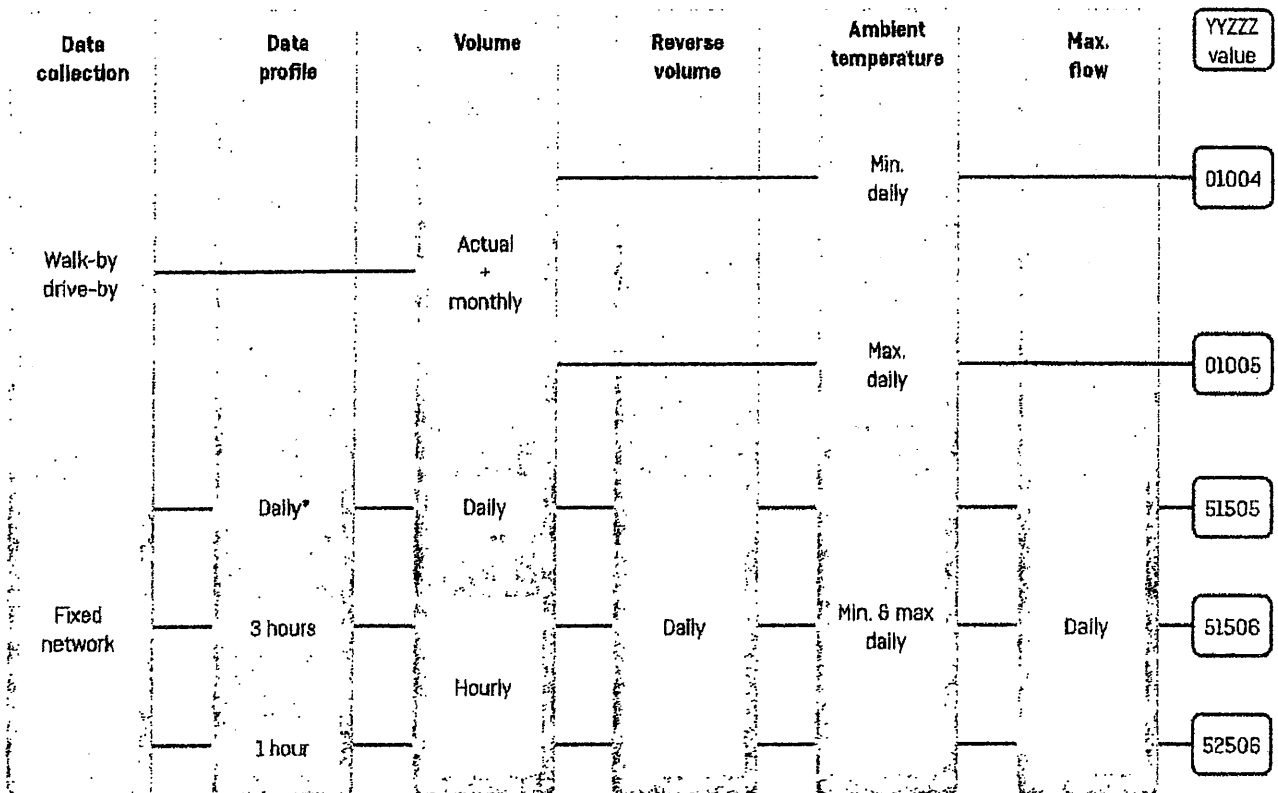 Data
collection
Data
profile
Volume
Reverse
volume
Ambient
temperature
Max.
flow
YYZZZ
value
Walk-by
drive-by
Actual
+
monthly
Min.
daily
01004
Max.
daily
01005
Fixed
network
Daily*
Daily
51505
3 hours
Daily
Min. & max
daily
Daily
51506
Hourly
1 hour
52506